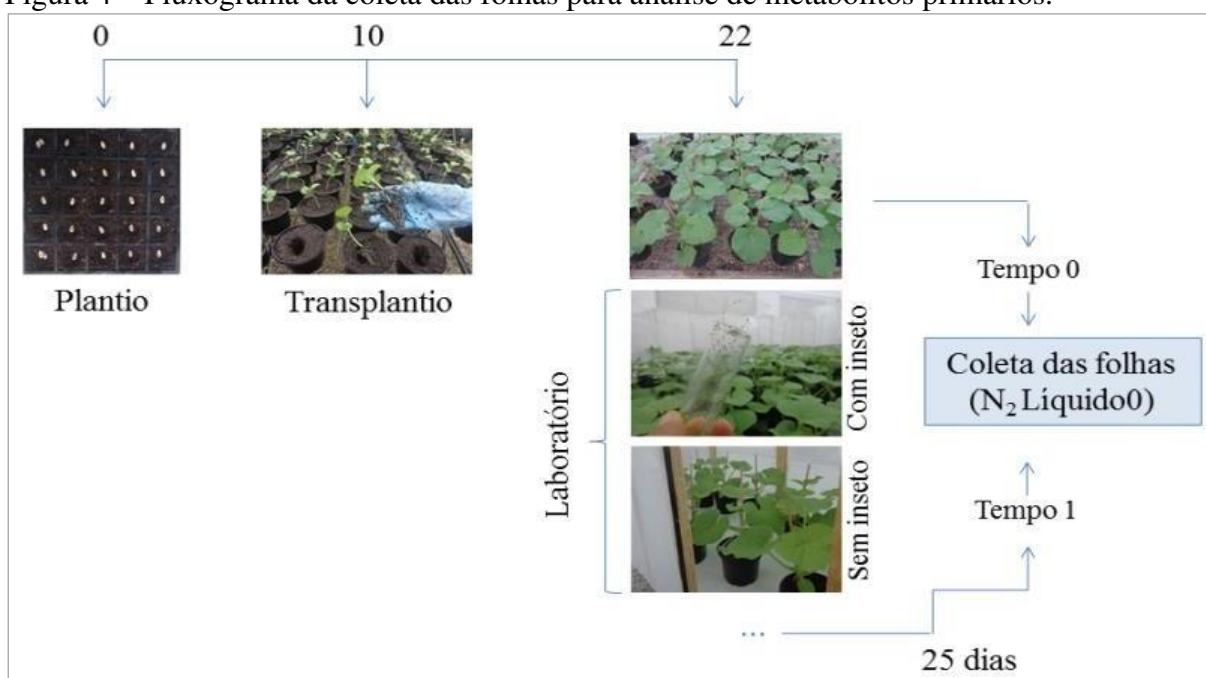 Figura 4 – Fluxograma da coleta das folhas para análise de metabólitos primários.
0
10
22
Plantio
Transplantio
Laboratório
Com inseto
Sem inseto
Tempo 0
Coleta das folhas
(N₂ Líquido0)
Tempo 1
...
25 dias